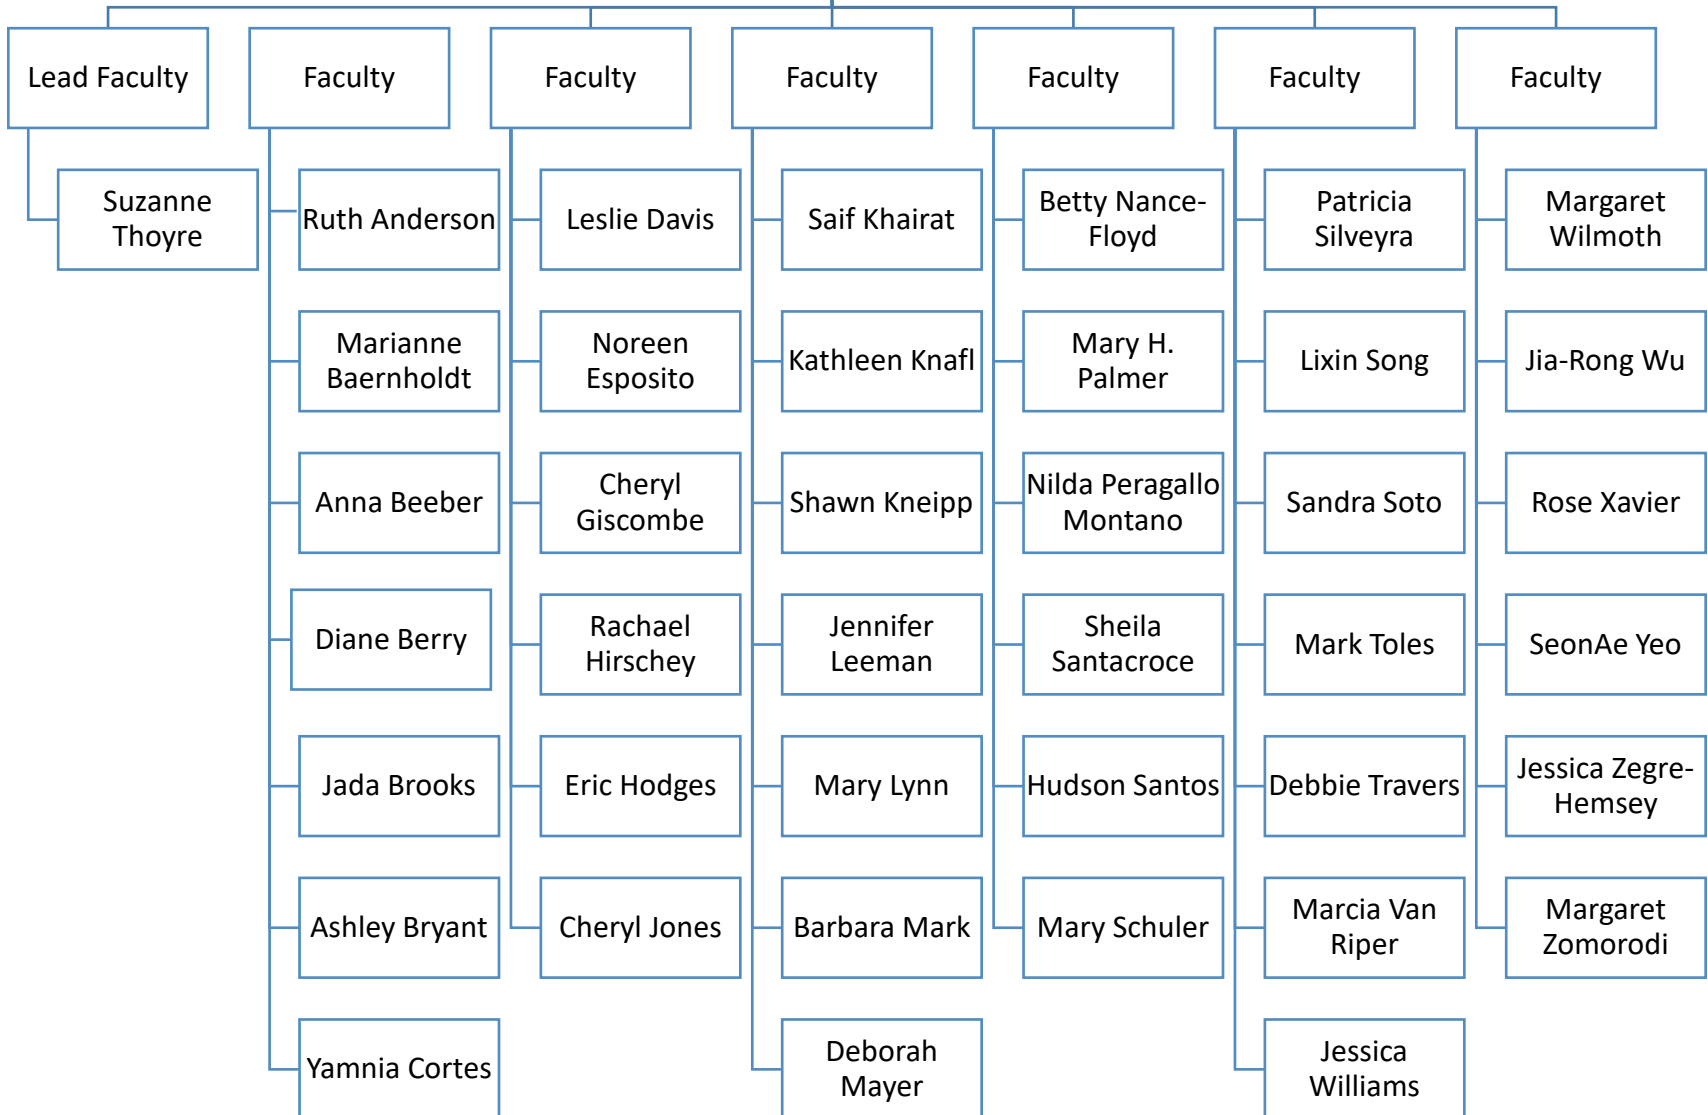 Lead Faculty
Faculty
Faculty
Faculty
Faculty
Faculty
Faculty
Suzanne
Thoyre
Ruth Anderson
Marianne
Baernholdt
Anna Beeber
Diane Berry
Jada Brooks
Ashley Bryant
Yamnia Cortes
Leslie Davis
Noreen
Esposito
Cheryl
Giscombe
Rachael
Hirschey
Eric Hodges
Cheryl Jones
Saif Khairat
Kathleen Knafl
Shawn Kneipp
Jennifer
Leeman
Mary Lynn
Barbara Mark
Deborah
Mayer
Betty Nance-
Floyd
Mary H.
Palmer
Nilda Peragallo
Montano
Sheila
Santacroce
Hudson Santos
Mary Schuler
Patricia
Silveyra
Lixin Song
Sandra Soto
Mark Toles
Debbie Travers
Marcia Van
Riper
Jessica
Williams
Margaret
Wilmoth
Jia-Rong Wu
Rose Xavier
SeonAe Yeo
Jessica Zegre-
Hemsey
Margaret
Zomorodi